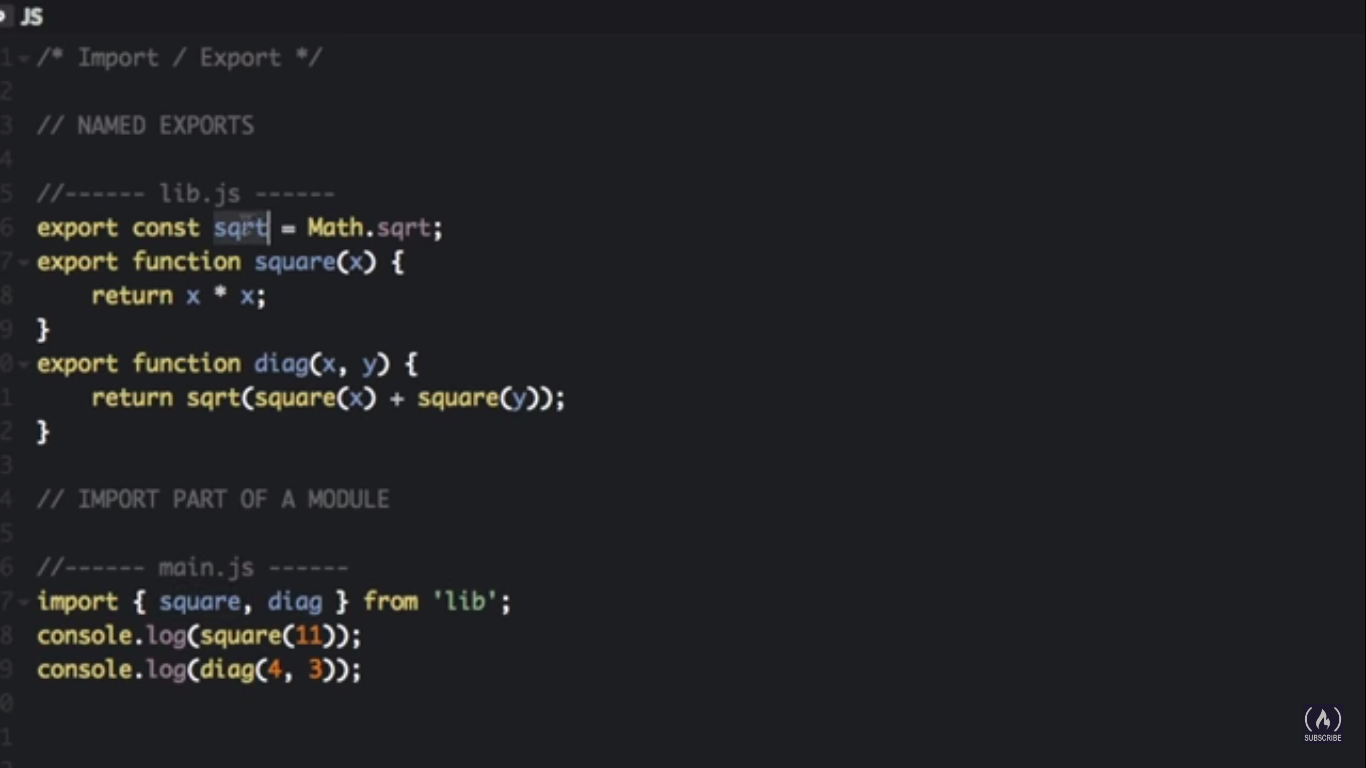 JS
1 /* Import / Export */
2
3 // NAMED EXPORTS
4
5 //------ lib.js ------
6 export const sqrt = Math.sqrt;
7 export function square(x) {
8     return x * x;
9 }
0 export function diag(x, y) {
1     return sqrt(square(x) + square(y));
2 }
3
4 // IMPORT PART OF A MODULE
5
6 //------ main.js ------
7 import { square, diag } from 'lib';
8 console.log(square(11));
9 console.log(diag(4, 3));
0
1
SUBSCRIBE